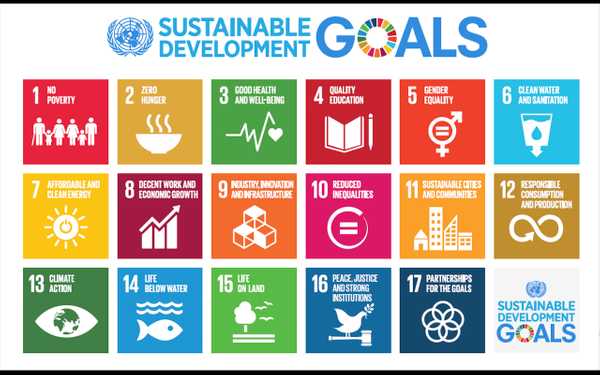 SUSTAINABLE
DEVELOPMENT
GOALS
1 NO
POVERTY
2 ZERO
HUNGER
3 GOOD HEALTH
AND WELL-BEING
4 QUALITY
EDUCATION
5 GENDER
EQUALITY
6 CLEAN WATER
AND SANITATION
7 AFFORDABLE AND
CLEAN ENERGY
8 DECENT WORK AND
ECONOMIC GROWTH
9 INDUSTRY, INNOVATION
AND INFRASTRUCTURE
10 REDUCED
INEQUALITIES
11 SUSTAINABLE CITIES
AND COMMUNITIES
12 RESPONSIBLE
CONSUMPTION
AND PRODUCTION
13 CLIMATE
ACTION
14 LIFE
BELOW WATER
15 LIFE
ON LAND
16 PEACE, JUSTICE
AND STRONG
INSTITUTIONS
17 PARTNERSHIPS
FOR THE GOALS
SUSTAINABLE
DEVELOPMENT
GOALS